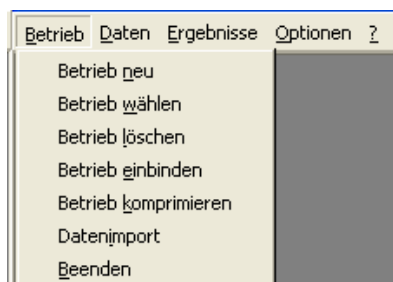 Betrieb Daten Ergebnisse Optionen ?
Betrieb neu
Betrieb wählen
Betrieb löschen
Betrieb einbinden
Betrieb komprimieren
Datenimport
Beenden